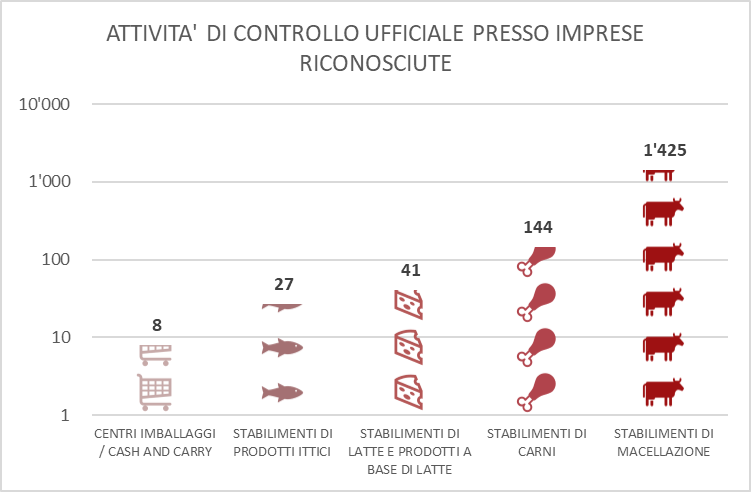 ATTIVITA' DI CONTROLLO UFFICIALE PRESSO IMPRESE
RICONOSCIUTE
10'000
1'000
100
10
1
8
27
41
144
1'425
CENTRI IMBALLAGGI
/ CASH AND CARRY
STABILIMENTI DI
PRODOTTI ITTICI
STABILIMENTI DI
LATTE E PRODOTTI A
BASE DI LATTE
STABILIMENTI DI
CARNI
STABILIMENTI DI
MACELLAZIONE